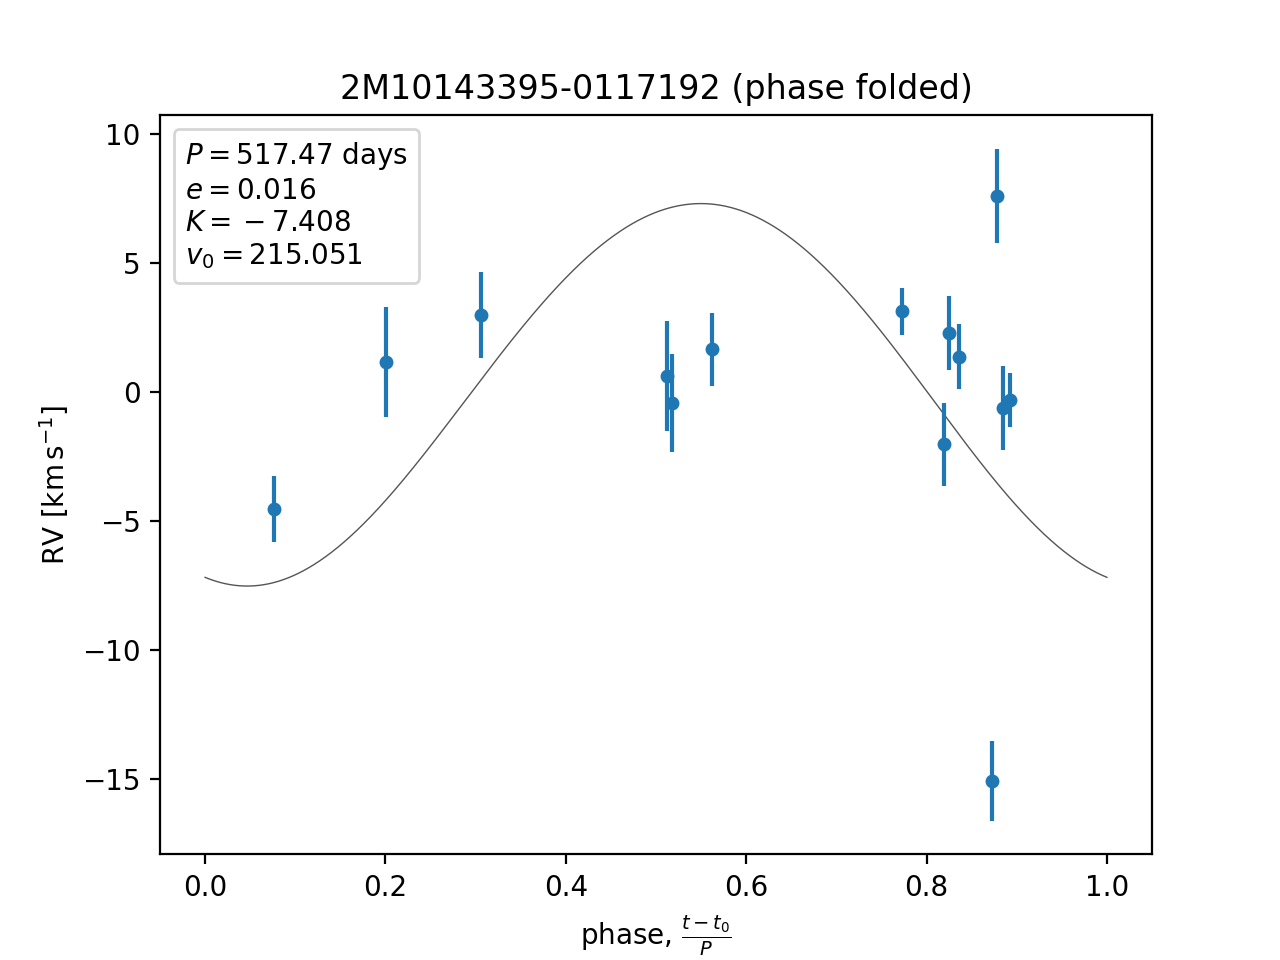 2M10143395-0117192 (phase folded)
P = 517.47 days
e = 0.016
K = −7.408
v₀ = 215.051
10
5
0
−5
−10
−15
RV [km s⁻¹]
0.0 0.2 0.4 0.6 0.8 1.0
phase, (t − t₀)/P